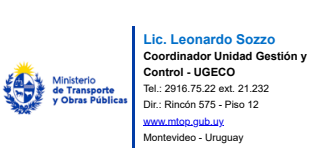 Ministerio
de Transporte
y Obras Públicas
Lic. Leonardo Sozzo
Coordinador Unidad Gestión y
Control - UGECO
Tel.: 2916.75.22 ext. 21.232
Dir.: Rincón 575 - Piso 12
www.mtop.gub.uy
Montevideo - Uruguay